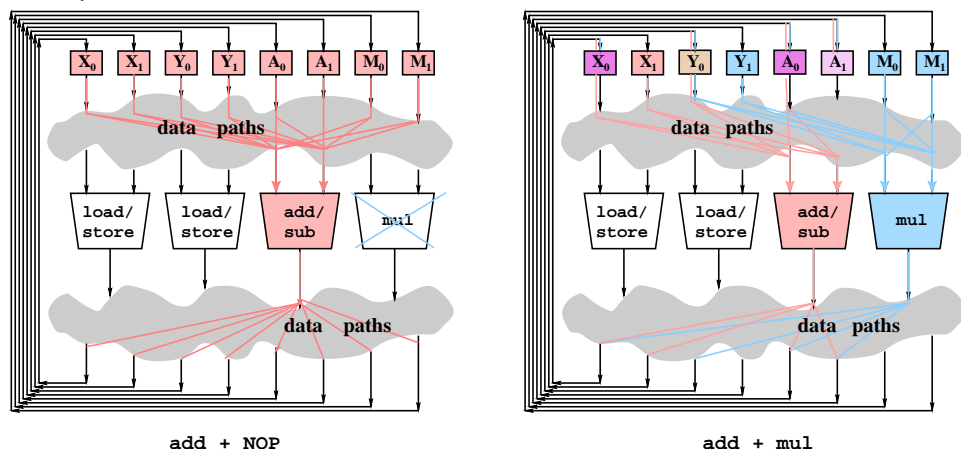 X0 X1 Y0 Y1 A0 A1 M0 M1
data paths
load/ store
load/ store
add/ sub
mul
data paths
add + NOP
X0 X1 Y0 Y1 A0 A1 M0 M1
data paths
load/ store
load/ store
add/ sub
mul
data paths
add + mul